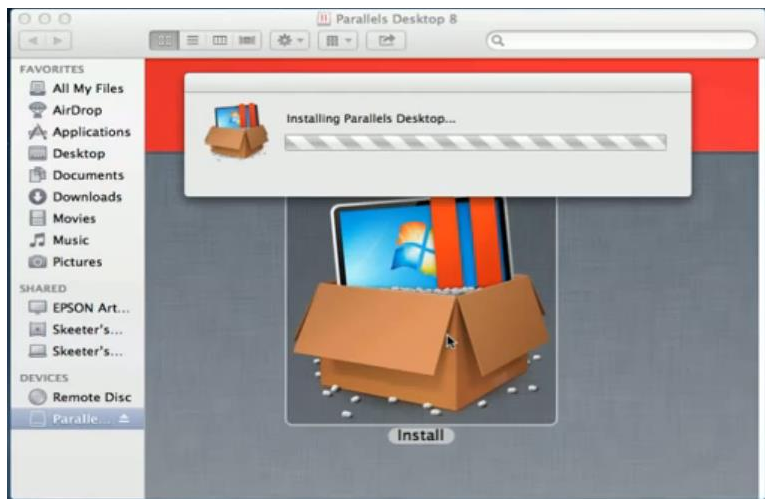 Parallels Desktop 8
FAVORITES
All My Files
AirDrop
Applications
Desktop
Documents
Downloads
Movies
Music
Pictures
SHARED
EPSON Art...
Skeeter's...
Skeeter's...
DEVICES
Remote Disc
Paralle...
Installing Parallels Desktop...
Install